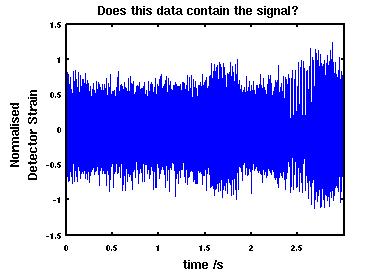 Does this data contain the signal?
1.5
1
0.5
0
-0.5
-1
-1.5
Normalised
Detector Strain
0 0.5 1 1.5 2 2.5
time /s